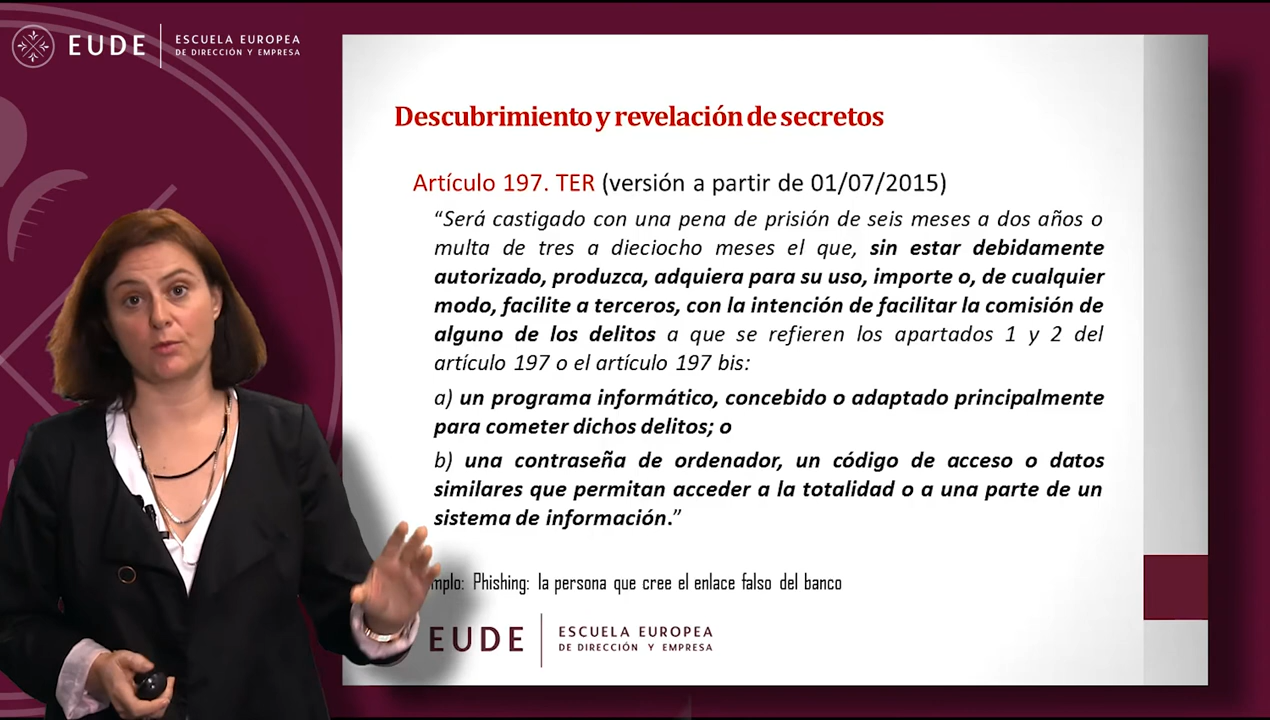 EUDE
ESCUELA EUROPEA
DE DIRECCIÓN Y EMPRESA
Descubrimiento y revelación de secretos
Artículo 197. TER (versión a partir de 01/07/2015)
“Será castigado con una pena de prisión de seis meses a dos años o
multa de tres a dieciocho meses el que, sin estar debidamente
autorizado, produzca, adquiera para su uso, importe o, de cualquier
modo, facilite a terceros, con la intención de facilitar la comisión de
alguno de los delitos a que se refieren los apartados 1 y 2 del
artículo 197 o el artículo 197 bis:
a) un programa informático, concebido o adaptado principalmente
para cometer dichos delitos; o
b) una contraseña de ordenador, un código de acceso o datos
similares que permitan acceder a la totalidad o a una parte de un
sistema de información.”
Phishing: la persona que cree el enlace falso del banco
EUDE
ESCUELA EUROPEA
DE DIRECCIÓN Y EMPRESA